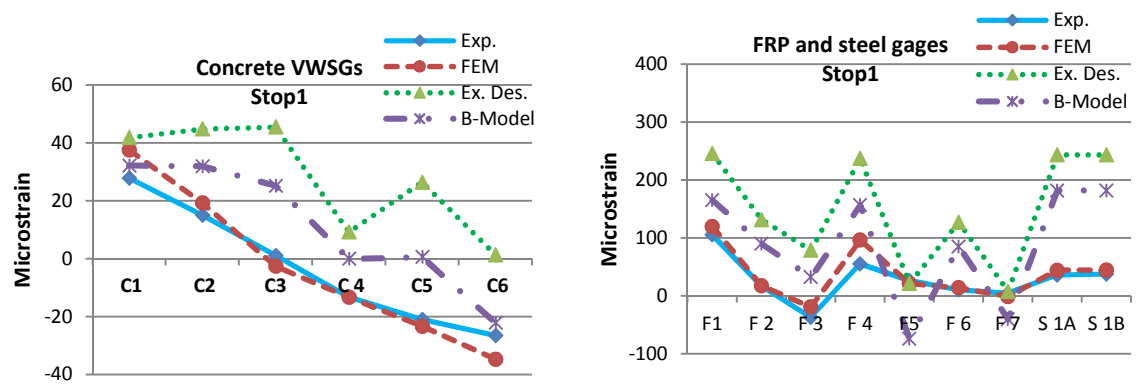 Concrete VWSGs
Stop1
Exp.
FEM
Ex. Des.
B-Model
Microstrain
60
40
20
0
-20
-40
C1
C2
C3
C 4
C5
C6
FRP and steel gages
Stop1
Exp.
FEM
Ex. Des.
B-Model
Microstrain
400
300
200
100
0
-100
F1
F 2
F 3
F 4
F5
F 6
F 7
S 1A
S 1B